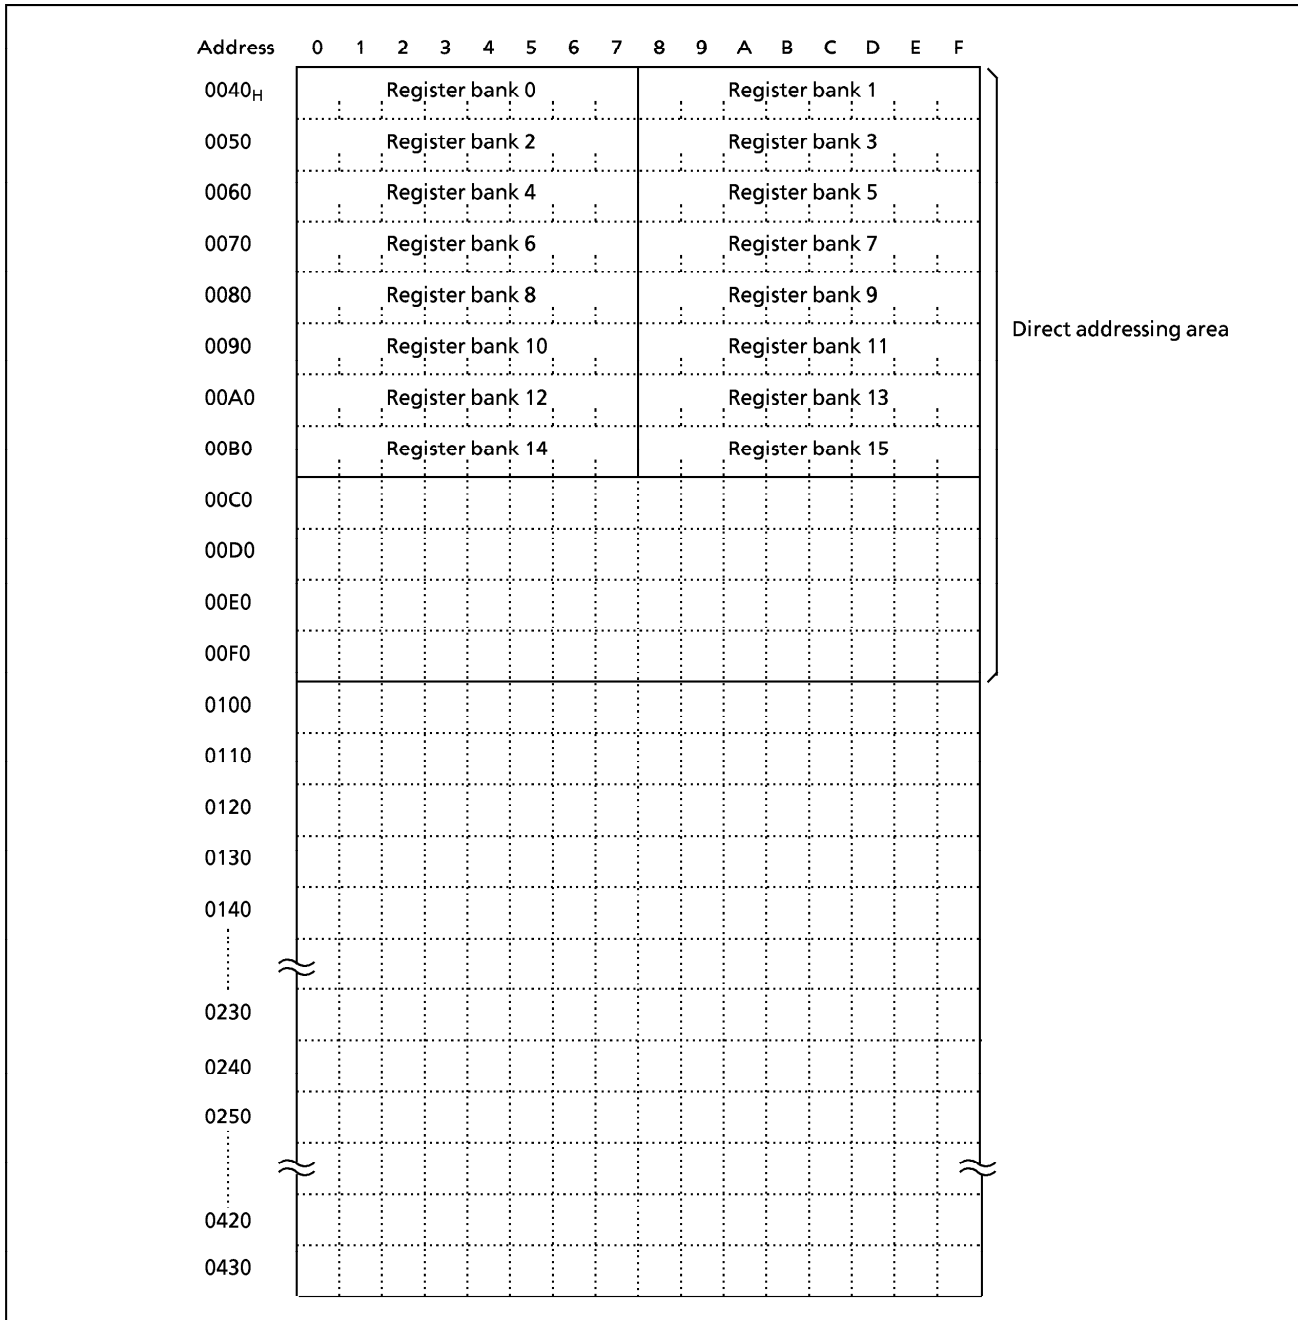 Address 0 1 2 3 4 5 6 7 8 9 A B C D E F
0040H Register bank 0 Register bank 1
0050 Register bank 2 Register bank 3
0060 Register bank 4 Register bank 5
0070 Register bank 6 Register bank 7
0080 Register bank 8 Register bank 9
Direct addressing area
0090 Register bank 10 Register bank 11
00A0 Register bank 12 Register bank 13
00B0 Register bank 14 Register bank 15
00C0
00D0
00E0
00F0
0100
0110
0120
0130
0140
0230
0240
0250
0420
0430